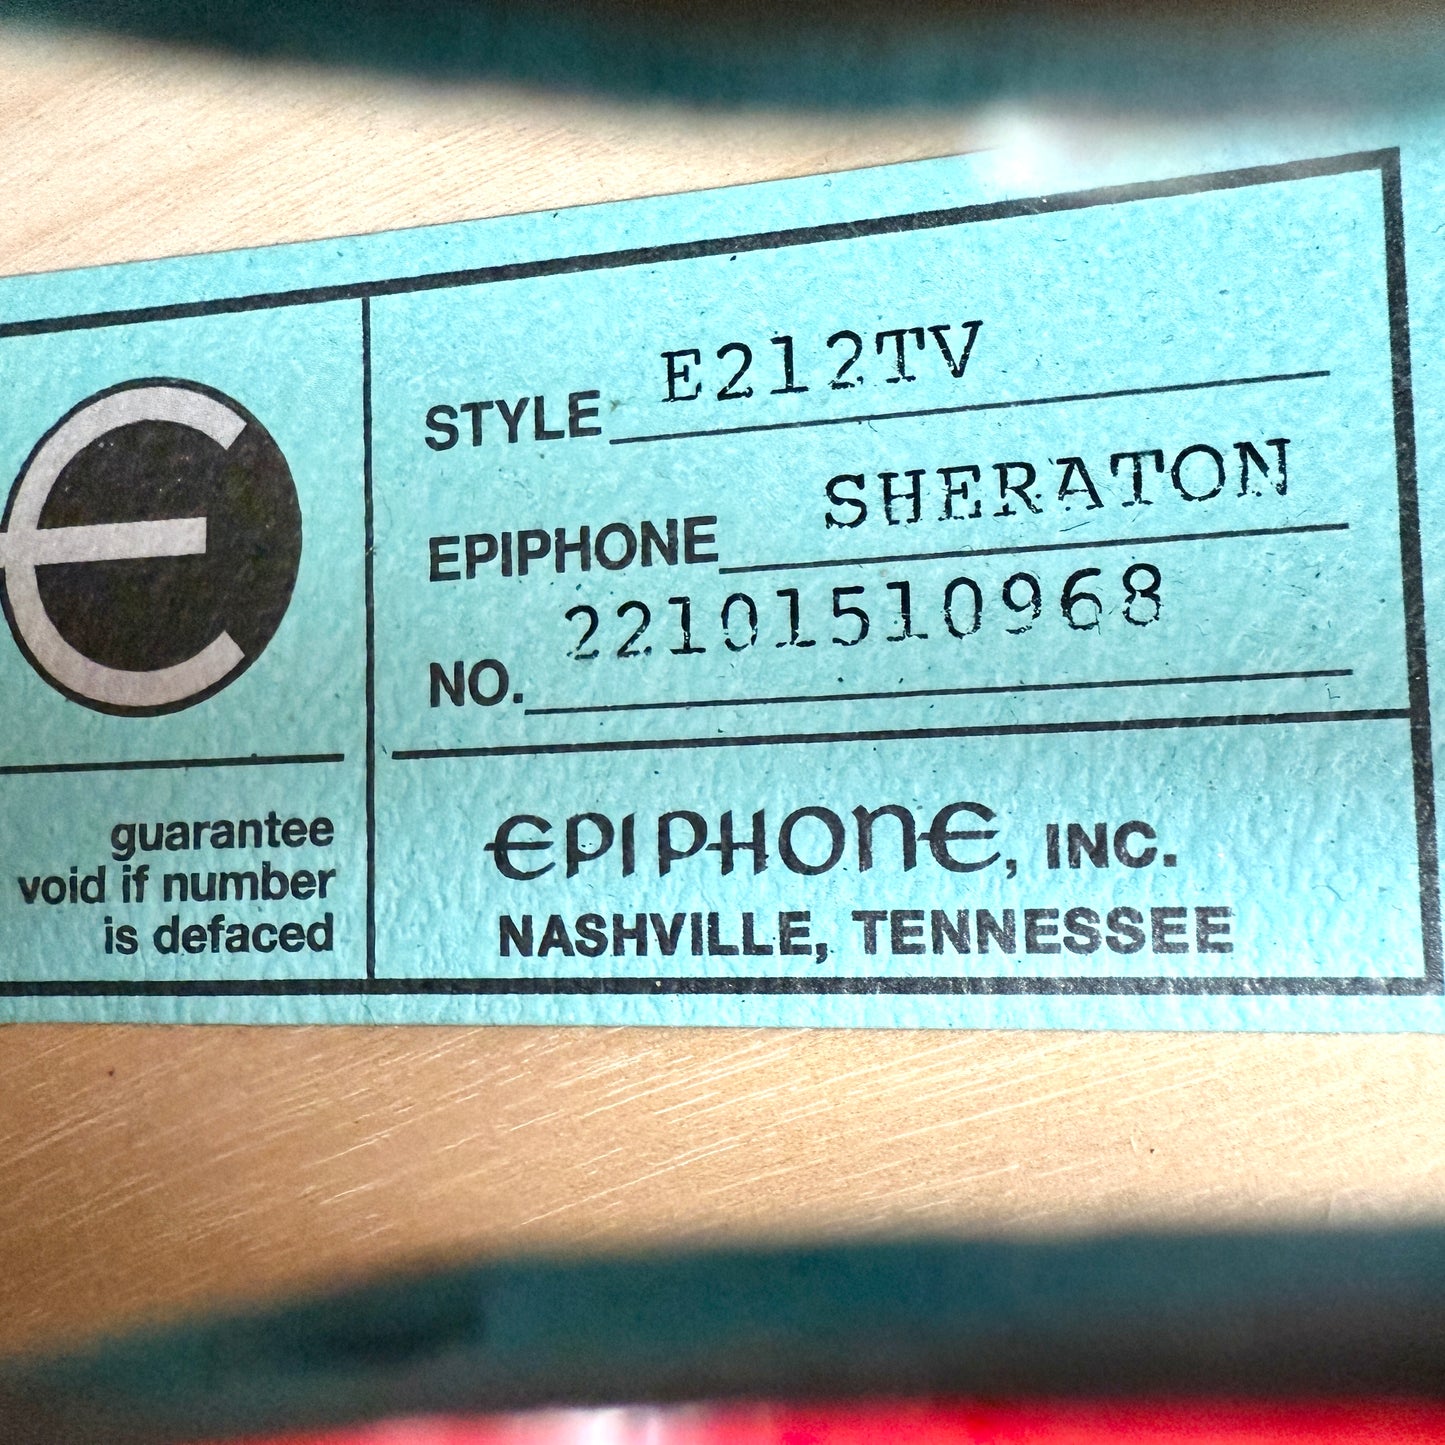 STYLE E212TV
EPIPHONE SHERATON
NO. 22101510968
guarantee
void if number
is defaced
EPIPHONE, INC.
NASHVILLE, TENNESSEE